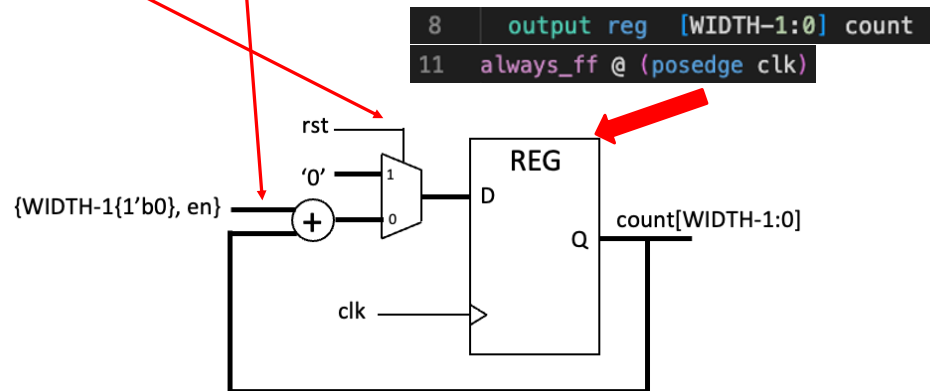 8 output reg [WIDTH-1:0] count
11 always_ff @ (posedge clk)
rst
REG
'0'
1
D
{WIDTH-1{1'b0}, en}
+
0
count[WIDTH-1:0]
Q
clk